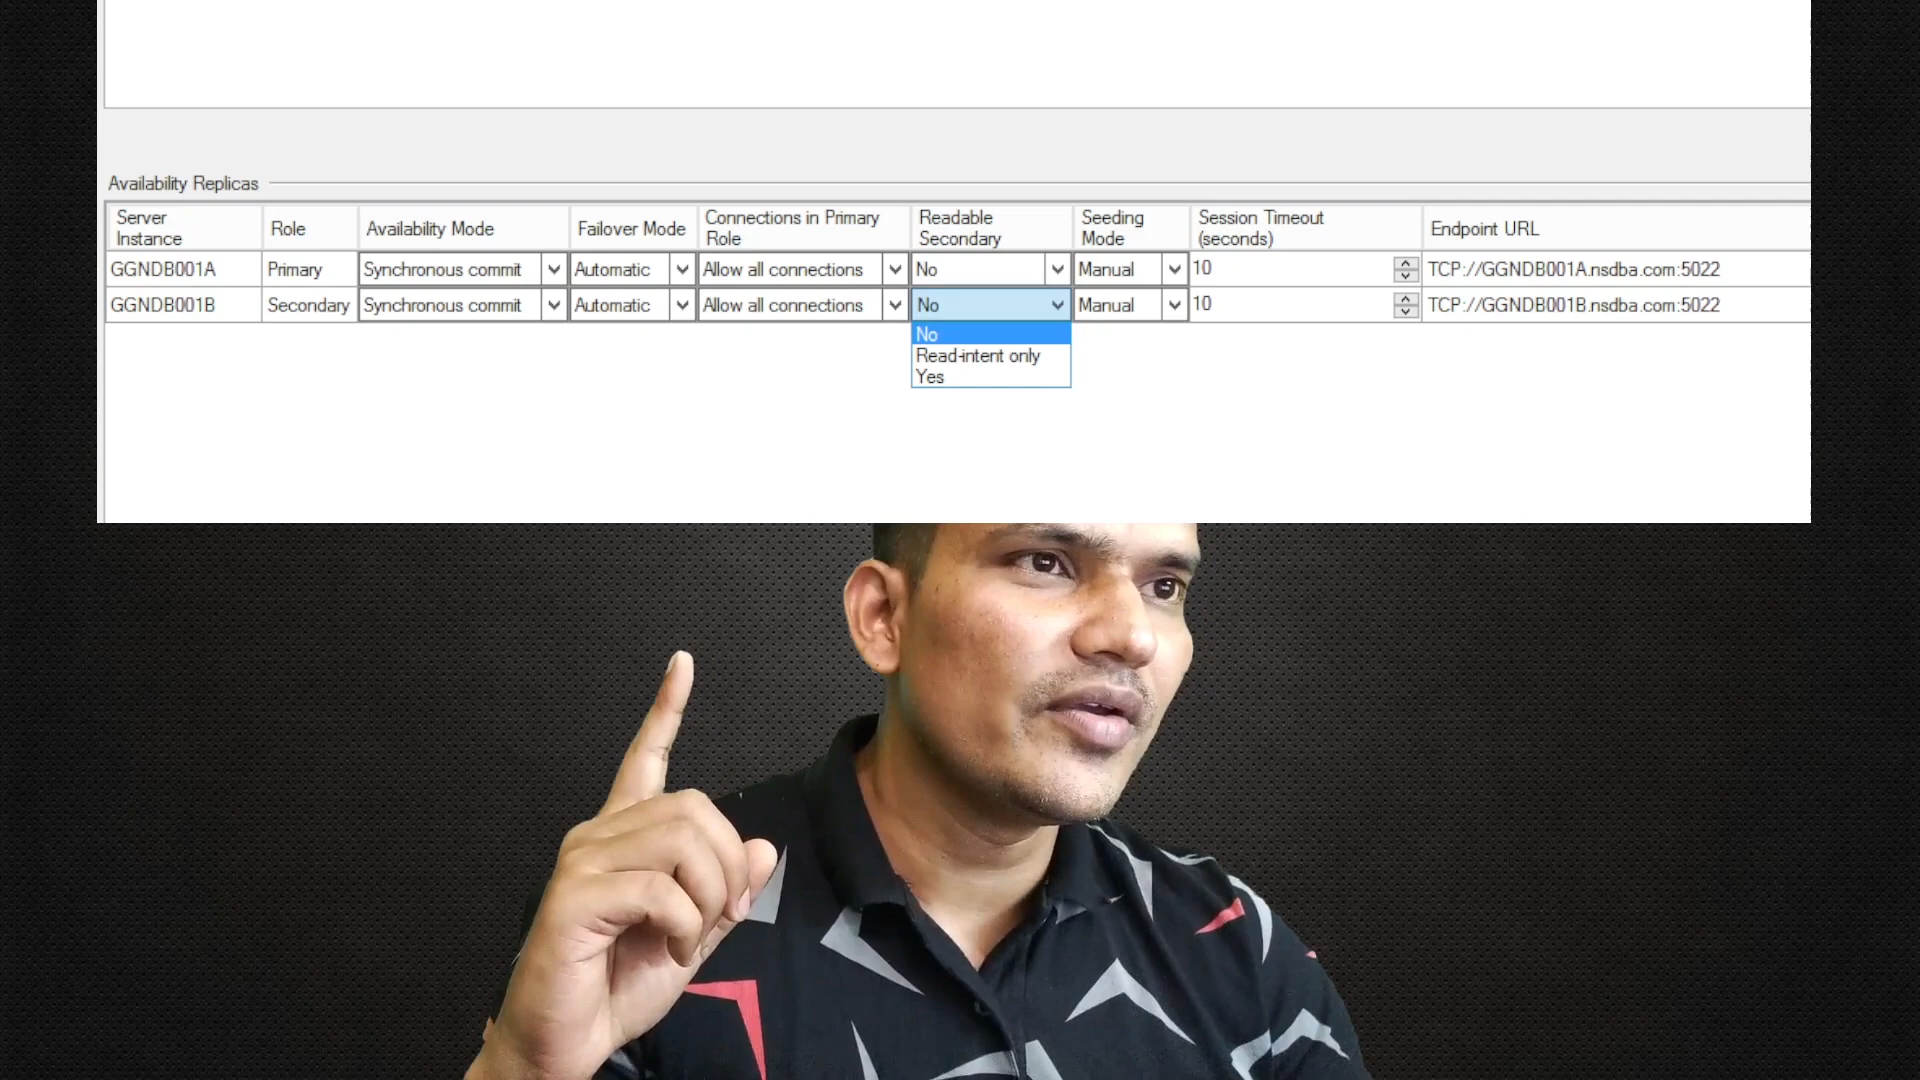 Availability Replicas
Server Instance Role Availability Mode Failover Mode Connections in Primary Role Readable Secondary Seeding Mode Session Timeout (seconds) Endpoint URL
GGNDB001A Primary Synchronous commit Automatic Allow all connections No Manual 10 TCP://GGNDB001A.nsdba.com:5022
GGNDB001B Secondary Synchronous commit Automatic Allow all connections No Manual 10 TCP://GGNDB001B.nsdba.com:5022
No
Read-intent only
Yes